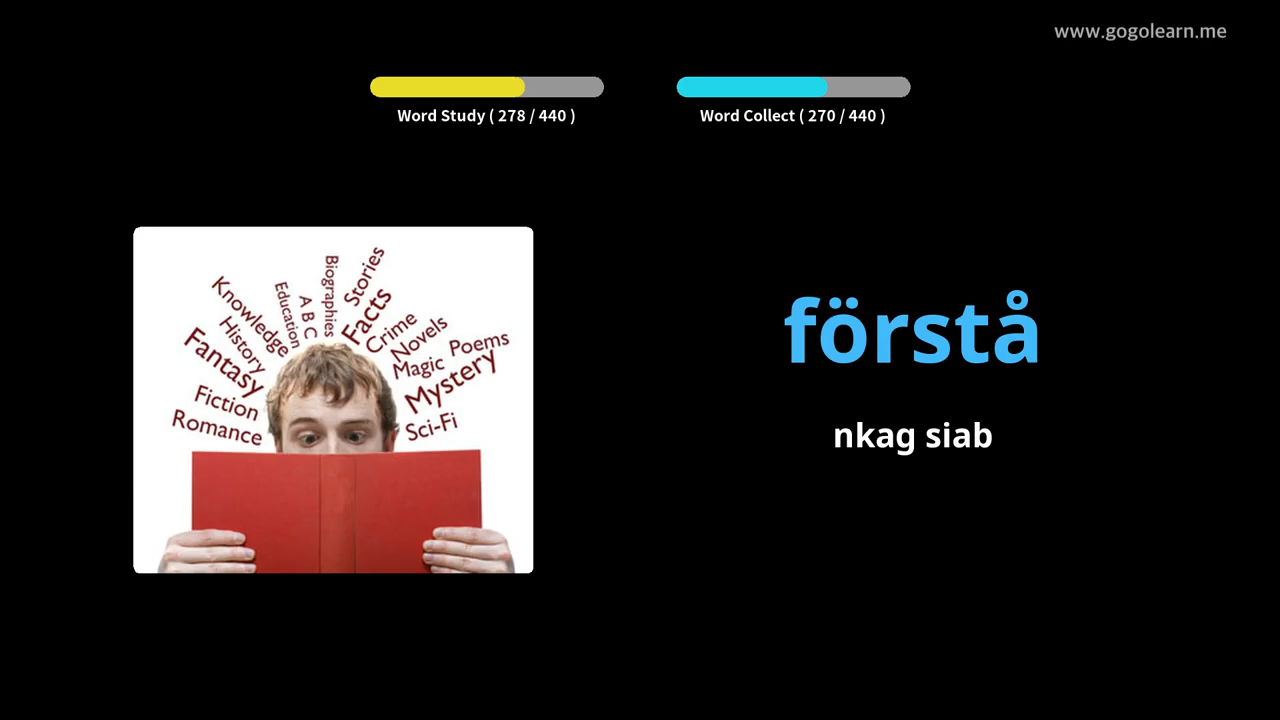 www.gogolearn.me
Word Study ( 278 / 440 )
Word Collect ( 270 / 440 )
Knowledge
History
Fantasy
Fiction
Romance
Education
A B C
Biographies
Stories
Facts
Crime
Novels
Magic
Poems
Mystery
Sci-Fi
förstå
nkag siab